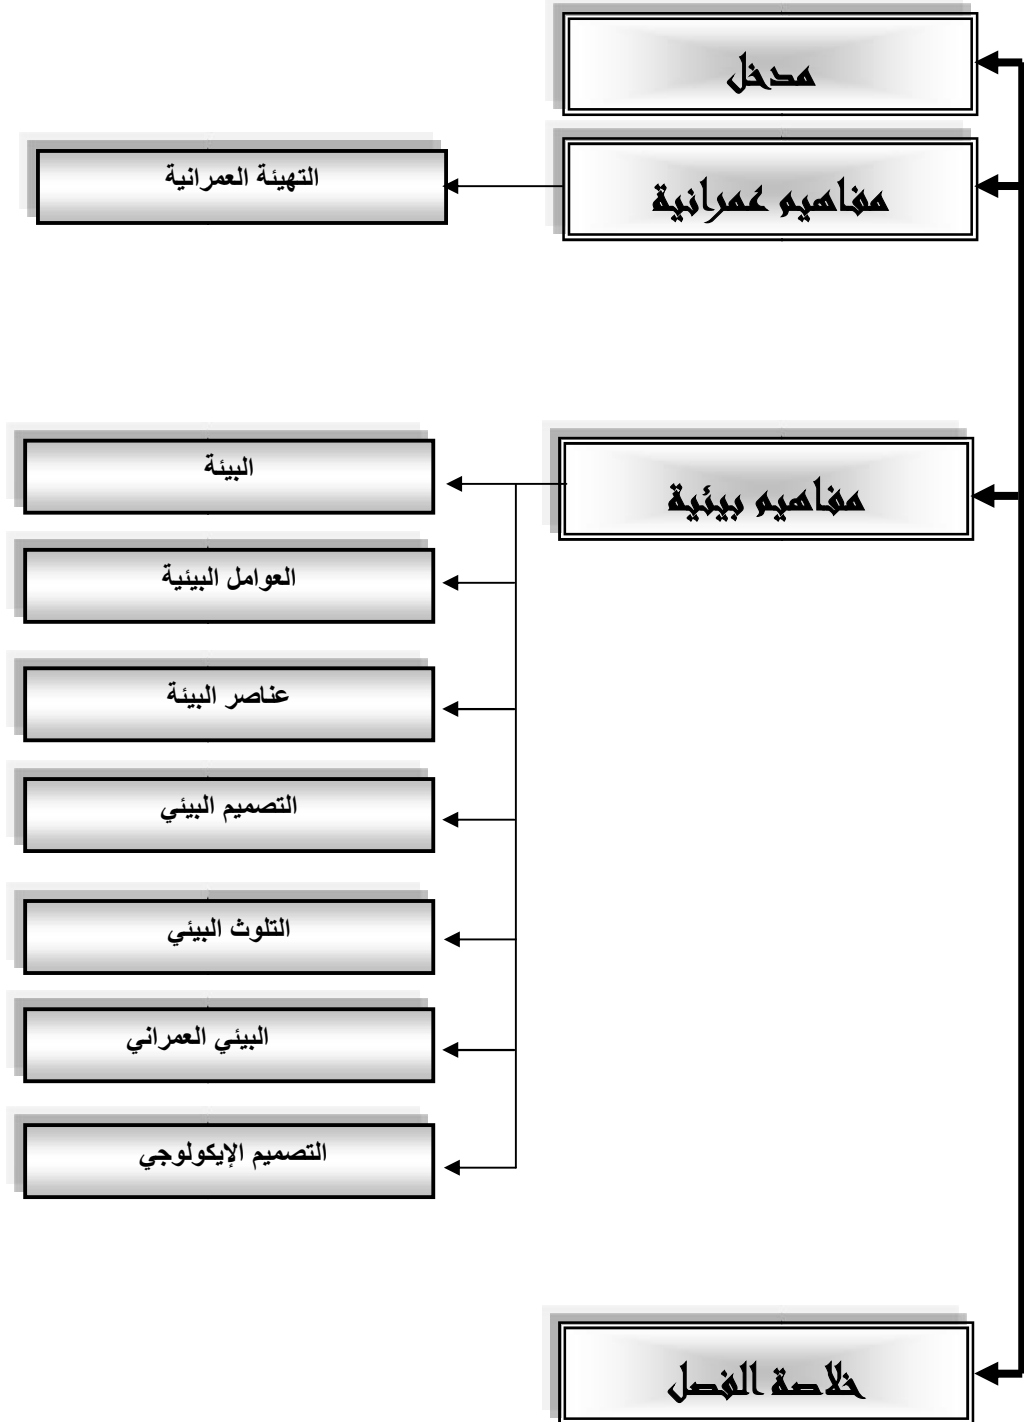 مدخل
مفاهيم عمرانية
التهيئة العمرانية
مفاهيم بيئية
البيئة
العوامل البيئية
عناصر البيئة
التصميم البيئي
التلوث البيئي
البيئي العمراني
التصميم الإيكولوجي
خلاصة الفصل